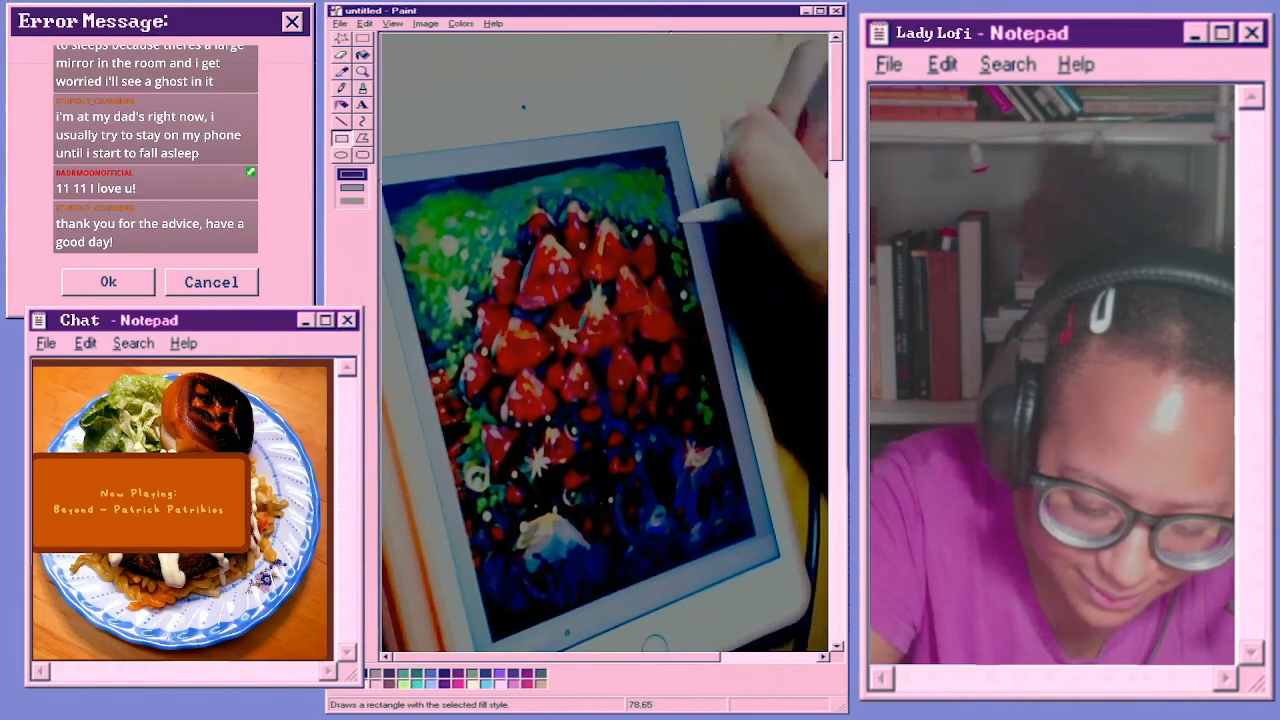 Error Message:
to sleeps because theres a large
mirror in the room and i get
worried i'll see a ghost in it
STUPIDLY_CHARMING
i'm at my dad's right now, i
usually try to stay on my phone
until i start to fall asleep
BADRMOONOFFICIAL
11 11 I love u!
STUPIDLY_CHARMING
thank you for the advice, have a
good day!
Ok Cancel
Chat - Notepad
File Edit Search Help
Now Playing:
Beyond – Patrick Patrikios
untitled - Paint
File Edit View Image Colors Help
A
Draws a rectangle with the selected fill style.
78,65
Lady Lofi - Notepad
File Edit Search Help